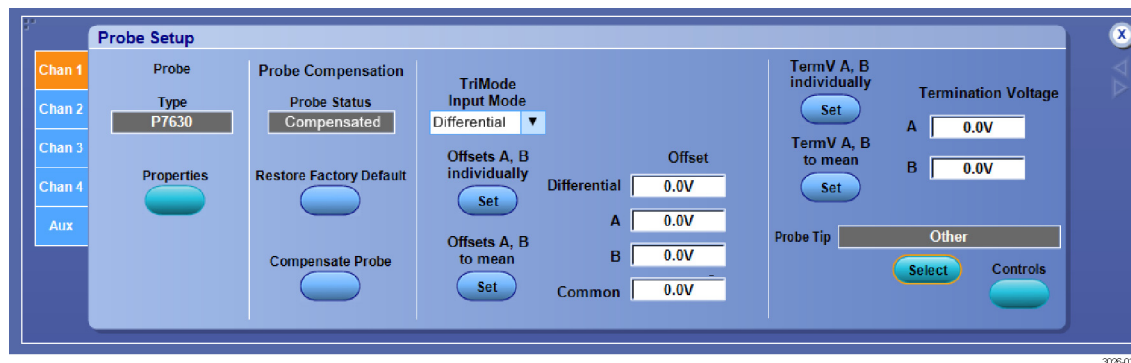 Probe Setup
X
Chan 1
Chan 2
Chan 3
Chan 4
Aux
Probe
Type
P7630
Properties
Probe Compensation
Probe Status
Compensated
Restore Factory Default
Compensate Probe
TriMode
Input Mode
Differential
Offsets A, B
individually
Set
Offsets A, B
to mean
Set
Offset
Differential 0.0V
A 0.0V
B 0.0V
Common 0.0V
TermV A, B
individually
Set
TermV A, B
to mean
Set
Termination Voltage
A 0.0V
B 0.0V
Probe Tip Other
Select
Controls